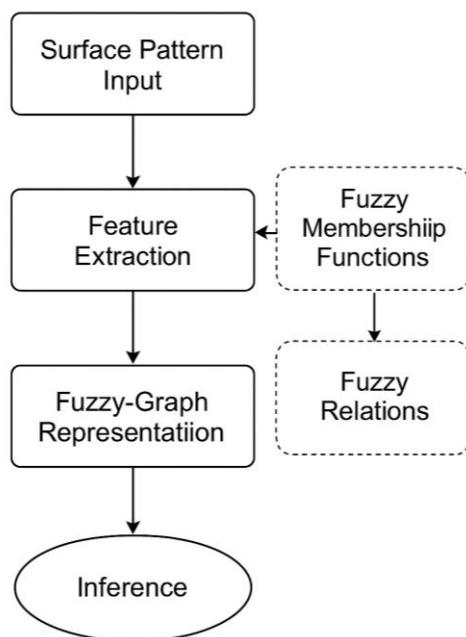 Surface Pattern
Input
Feature
Extraction
Fuzzy
Membershiip
Functions
Fuzzy-Graph
Representatiion
Fuzzy
Relations
Inference